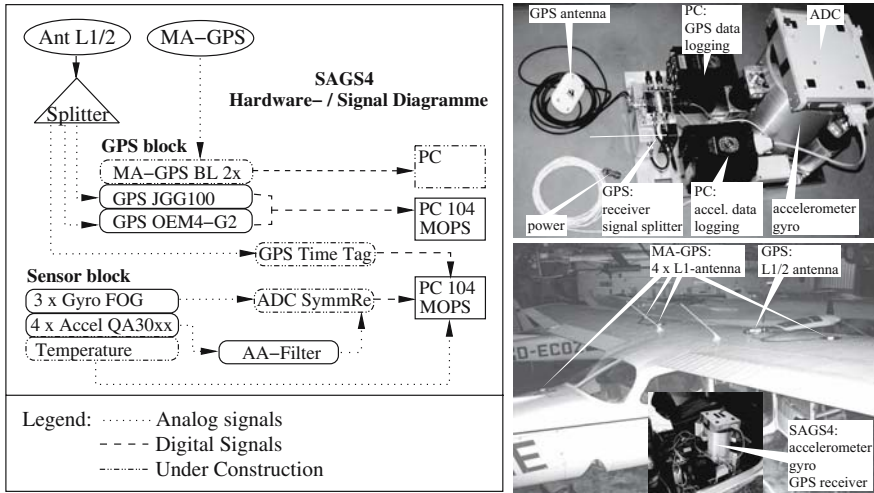 Ant L1/2
MA−GPS
SAGS4
Hardware− / Signal Diagramme
Splitter
GPS block
MA−GPS BL 2x
GPS JGG100
GPS OEM4−G2
PC
PC 104
MOPS
GPS Time Tag
Sensor block
3 x Gyro FOG
4 x Accel QA30xx
Temperature
ADC SymmRe
AA−Filter
PC 104
MOPS
Legend:
Analog signals
Digital Signals
Under Construction
GPS antenna
PC:
GPS data
logging
ADC
power
GPS:
receiver
signal splitter
PC:
accel. data
logging
accelerometer
gyro
MA-GPS:
4 x L1-antenna
GPS:
L1/2 antenna
D-ECOZ
E
SAGS4:
accelerometer
gyro
GPS receiver